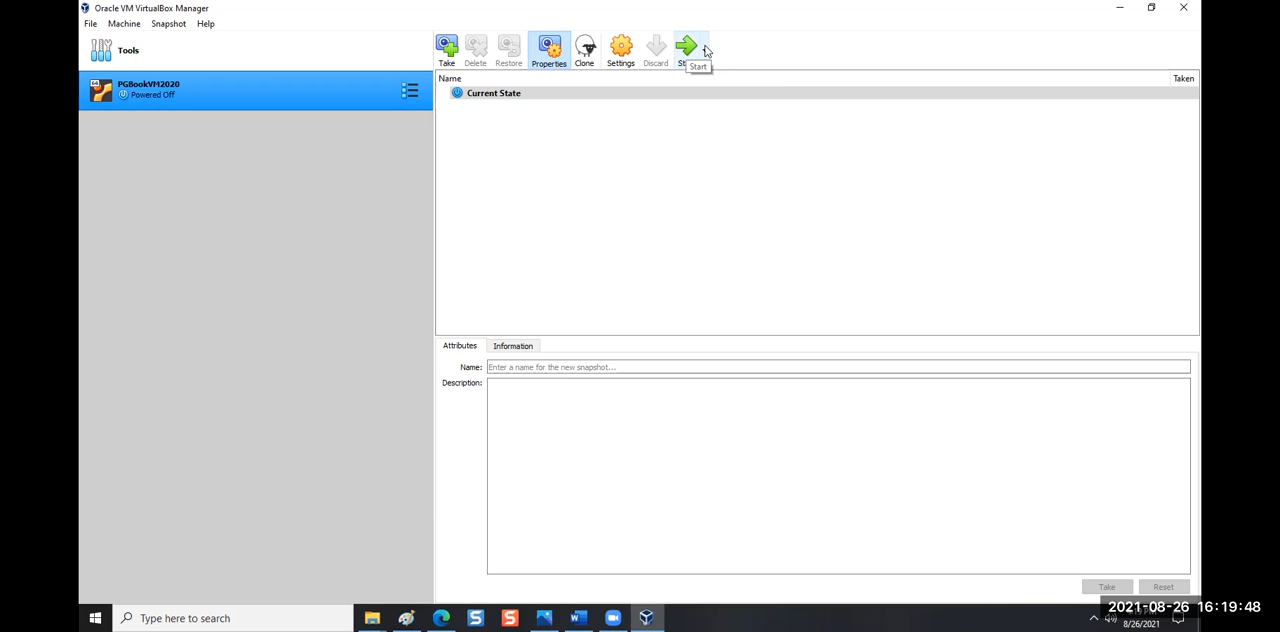 Oracle VM VirtualBox Manager
File Machine Snapshot Help
Tools
64
PGBookVM2020
Powered Off
Take Delete Restore Properties Clone Settings Discard
Start
Name Taken
Current State
Attributes Information
Name: Enter a name for the new snapshot...
Description:
Take Reset
Type here to search
2021-08-26 16:19:48
8/26/2021